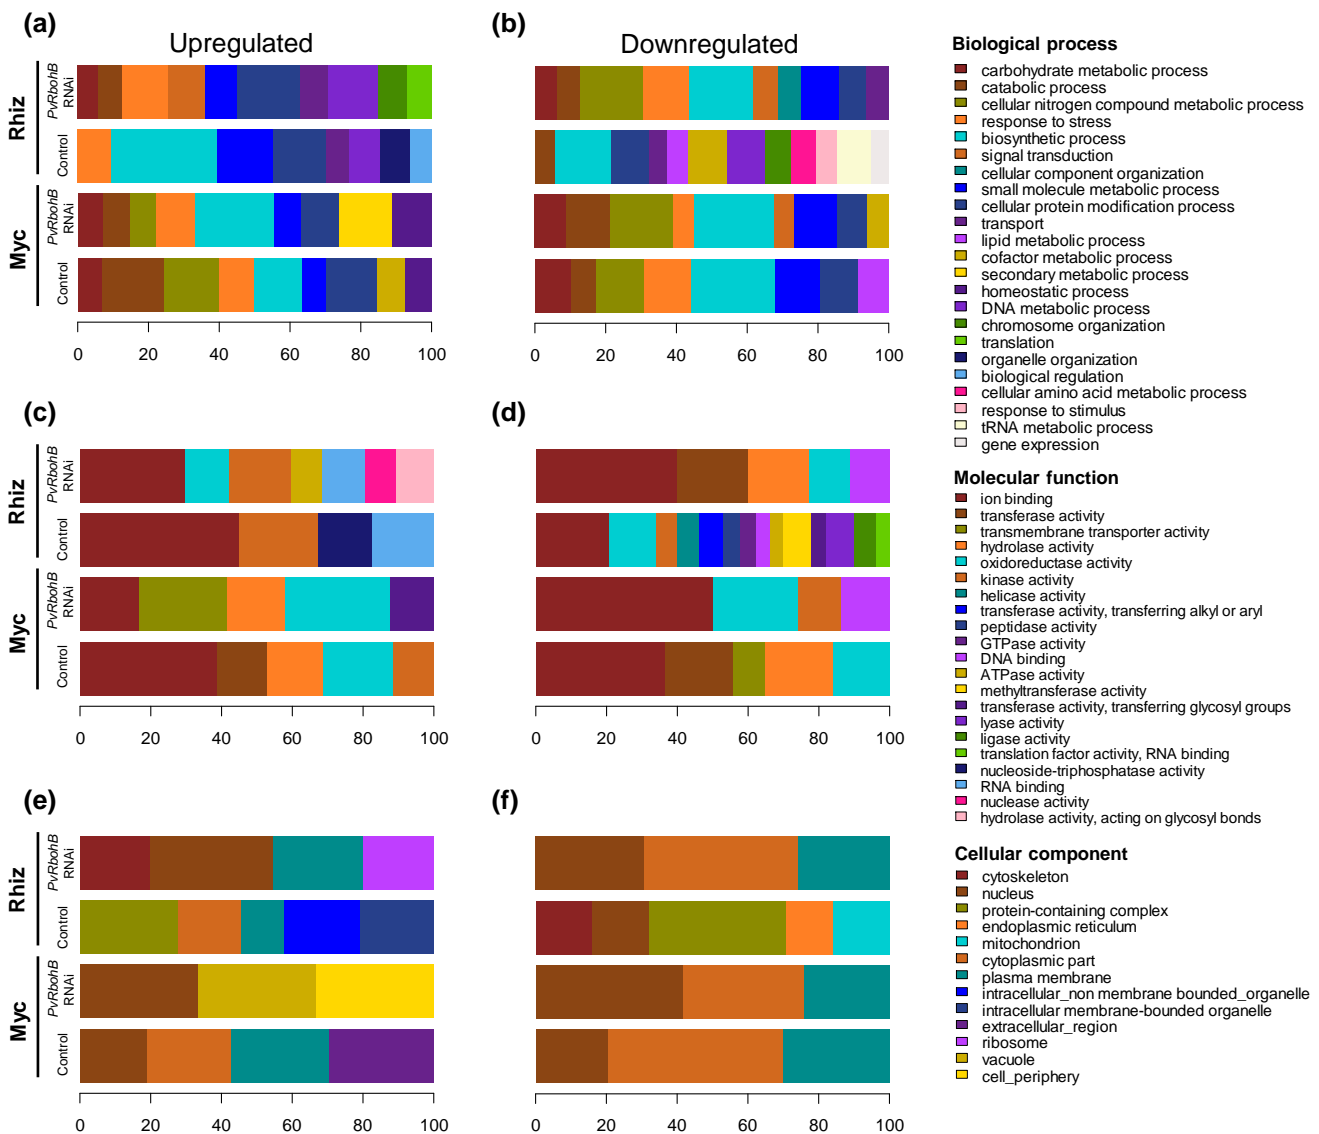 (a)
Upregulated
(b)
Downregulated
Rhiz
PvRbohB
RNAi
Control
Myc
PvRbohB
RNAi
Control
0 20 40 60 80 100
0 20 40 60 80 100
Biological process
carbohydrate metabolic process
catabolic process
cellular nitrogen compound metabolic process
response to stress
biosynthetic process
signal transduction
cellular component organization
small molecule metabolic process
cellular protein modification process
transport
lipid metabolic process
cofactor metabolic process
secondary metabolic process
homeostatic process
DNA metabolic process
chromosome organization
translation
organelle organization
biological regulation
cellular amino acid metabolic process
response to stimulus
tRNA metabolic process
gene expression
(c)
(d)
Rhiz
PvRbohB
RNAi
Control
Myc
PvRbohB
RNAi
Control
0 20 40 60 80 100
0 20 40 60 80 100
Molecular function
ion binding
transferase activity
transmembrane transporter activity
hydrolase activity
oxidoreductase activity
kinase activity
helicase activity
transferase activity, transferring alkyl or aryl
peptidase activity
GTPase activity
DNA binding
ATPase activity
methyltransferase activity
transferase activity, transferring glycosyl groups
lyase activity
ligase activity
translation factor activity, RNA binding
nucleoside-triphosphatase activity
RNA binding
nuclease activity
hydrolase activity, acting on glycosyl bonds
(e)
(f)
Rhiz
PvRbohB
RNAi
Control
Myc
PvRbohB
RNAi
Control
0 20 40 60 80 100
0 20 40 60 80 100
Cellular component
cytoskeleton
nucleus
protein-containing complex
endoplasmic reticulum
mitochondrion
cytoplasmic part
plasma membrane
intracellular_non membrane bounded_organelle
intracellular membrane-bounded organelle
extracellular_region
ribosome
vacuole
cell_periphery